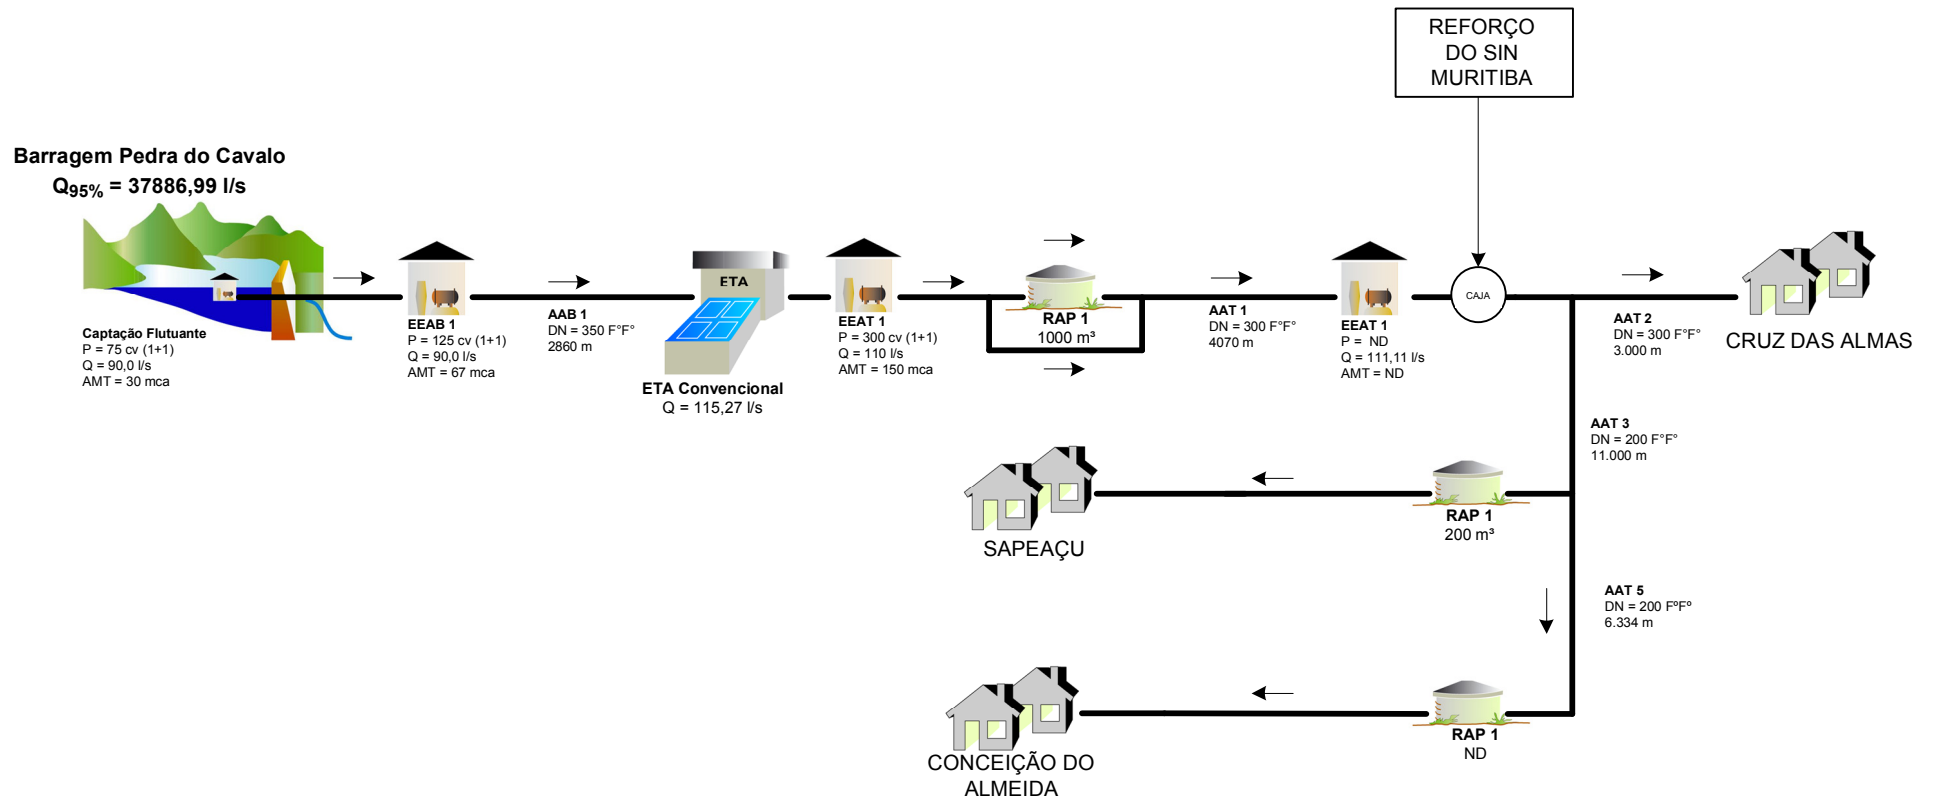 REFORÇO
DO SIN
MURITIBA
Barragem Pedra do Cavalo
Q95% = 37886,99 l/s
Captação Flutuante
P = 75 cv (1+1)
Q = 90,0 l/s
AMT = 30 mca
EEAB 1
P = 125 cv (1+1)
Q = 90,0 l/s
AMT = 67 mca
AAB 1
DN = 350 F°F°
2860 m
ETA
ETA Convencional
Q = 115,27 l/s
EEAT 1
P = 300 cv (1+1)
Q = 110 l/s
AMT = 150 mca
RAP 1
1000 m³
AAT 1
DN = 300 F°F°
4070 m
EEAT 1
P = ND
Q = 111,11 l/s
AMT = ND
CAJA
AAT 2
DN = 300 F°F°
3.000 m
CRUZ DAS ALMAS
AAT 3
DN = 200 F°F°
11.000 m
SAPEAÇU
RAP 1
200 m³
AAT 5
DN = 200 FºFº
6.334 m
CONCEIÇÃO DO
ALMEIDA
RAP 1
ND